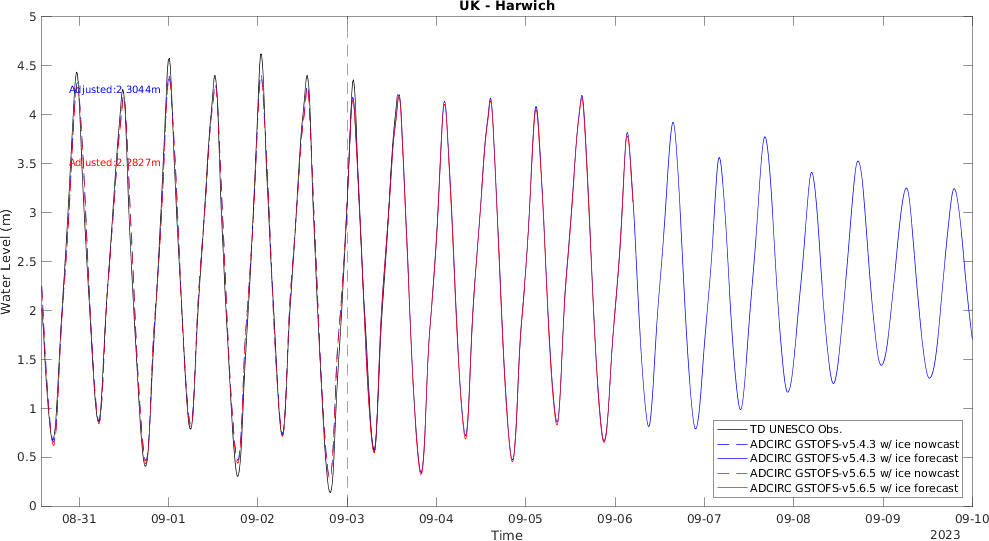 UK - Harwich
5
4.5
4
3.5
3
2.5
2
1.5
1
0.5
0
Water Level (m)
Adjusted:2.3044m
Adjusted:2.2827m
TD UNESCO Obs.
ADCIRC GSTOFS-v5.4.3 w/ ice nowcast
ADCIRC GSTOFS-v5.4.3 w/ ice forecast
ADCIRC GSTOFS-v5.6.5 w/ ice nowcast
ADCIRC GSTOFS-v5.6.5 w/ ice forecast
08-31 09-01 09-02 09-03 09-04 09-05 09-06 09-07 09-08 09-09 09-10
Time
2023